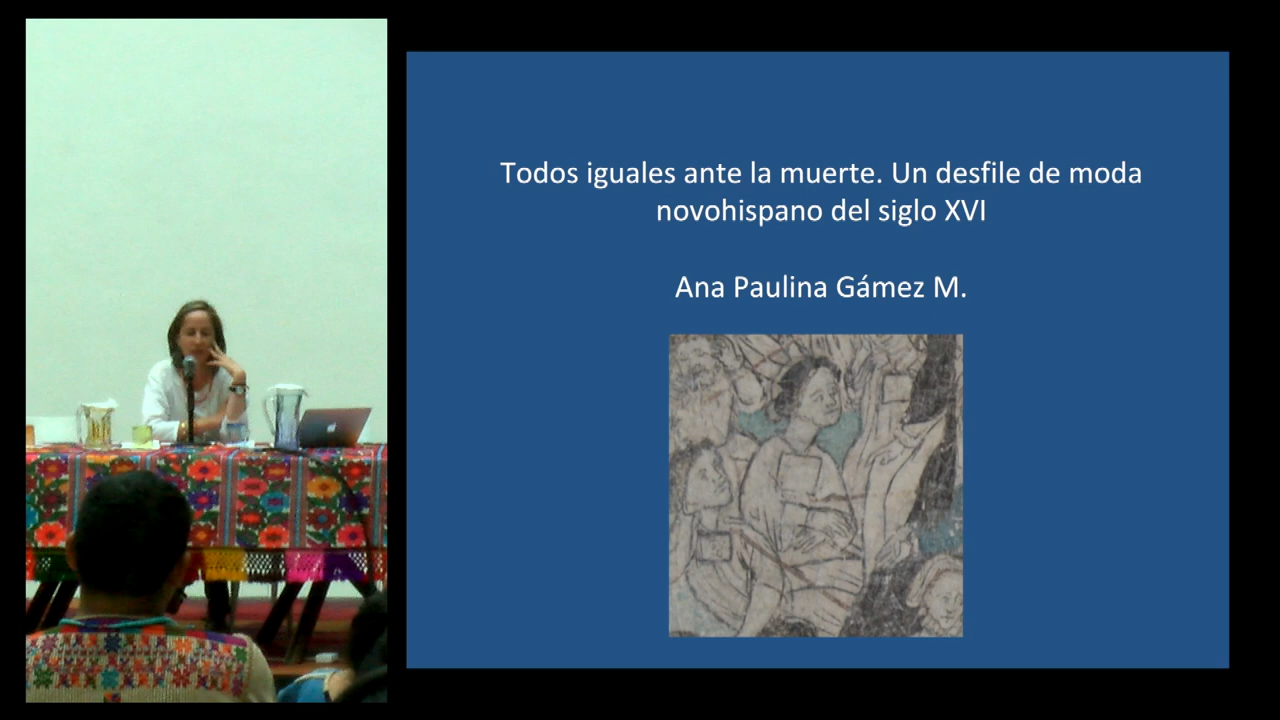 Todos iguales ante la muerte. Un desfile de moda
novohispano del siglo XVI
Ana Paulina Gámez M.